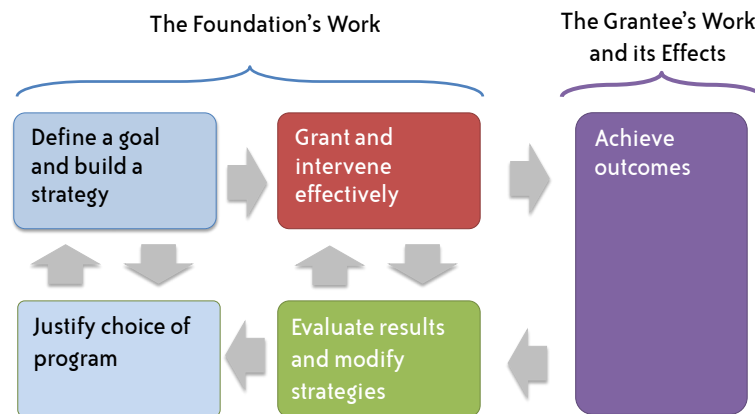 The Foundation’s Work
The Grantee’s Work
and its Effects
Define a goal
and build a
strategy
Grant and
intervene
effectively
Achieve
outcomes
Justify choice of
program
Evaluate results
and modify
strategies